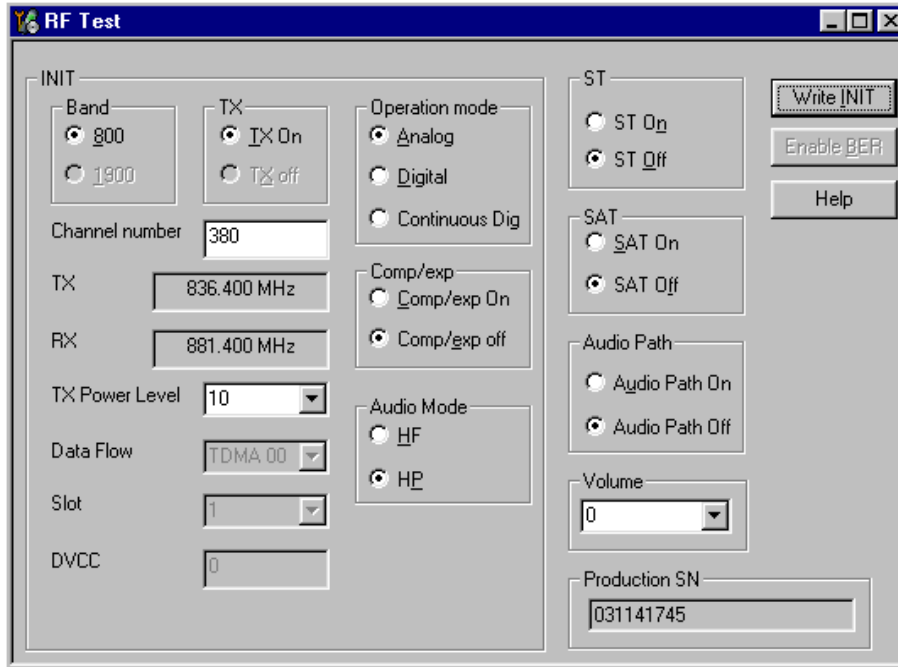 RF Test
INIT
Band
800
1900
TX
TX On
TX off
Channel number
380
TX
836.400 MHz
RX
881.400 MHz
TX Power Level
10
Data Flow
TDMA 00
Slot
1
DVCC
0
Operation mode
Analog
Digital
Continuous Dig
Comp/exp
Comp/exp On
Comp/exp off
Audio Mode
HF
HP
ST
ST On
ST Off
SAT
SAT On
SAT Off
Audio Path
Audio Path On
Audio Path Off
Volume
0
Production SN
031141745
Write INIT
Enable BER
Help